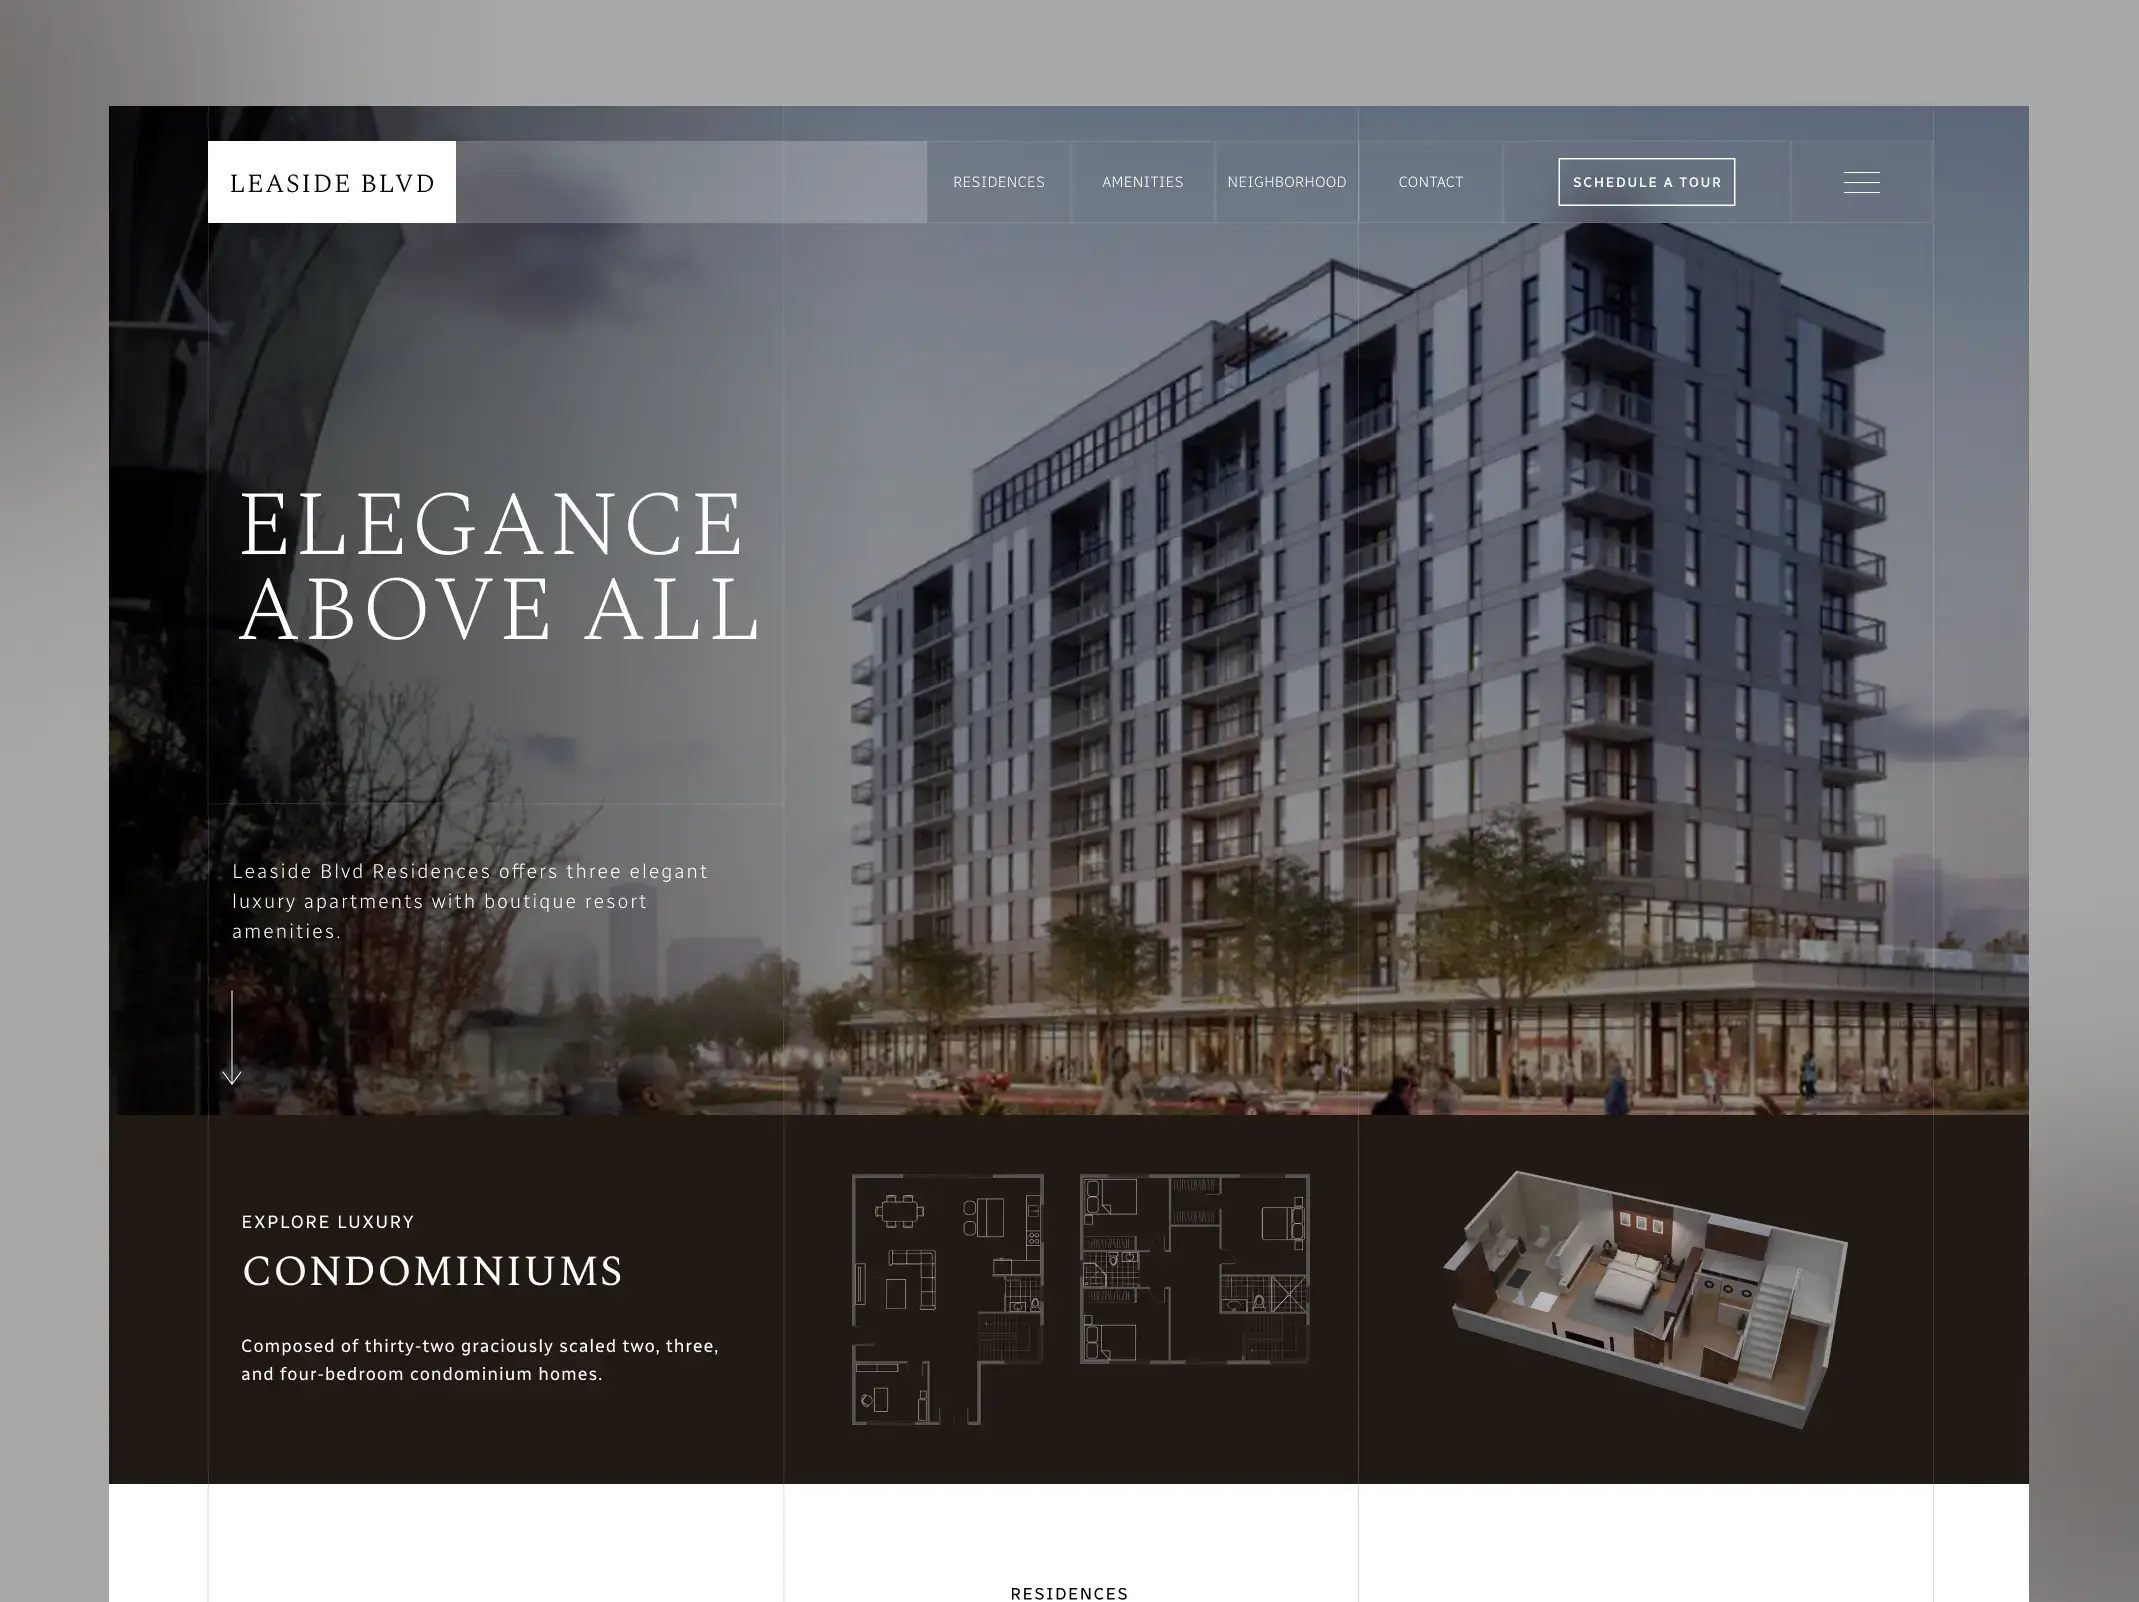 LEASIDE BLVD
RESIDENCES
AMENITIES
NEIGHBORHOOD
CONTACT
SCHEDULE A TOUR
ELEGANCE
ABOVE ALL
Leaside Blvd Residences offers three elegant
luxury apartments with boutique resort
amenities.
EXPLORE LUXURY
CONDOMINIUMS
Composed of thirty-two graciously scaled two, three,
and four-bedroom condominium homes.
RESIDENCES